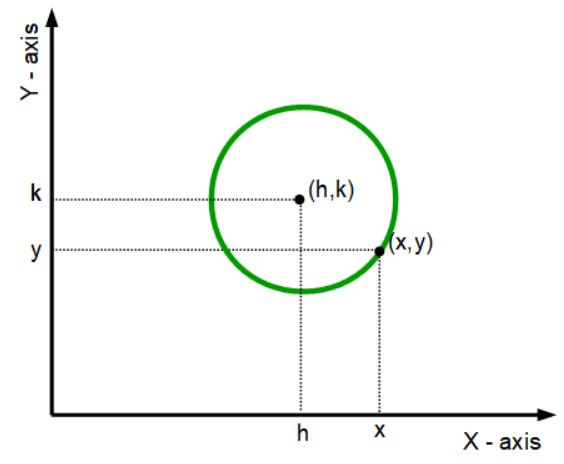 Y - axis
k
(h,k)
y
(x,y)
h
x
X - axis